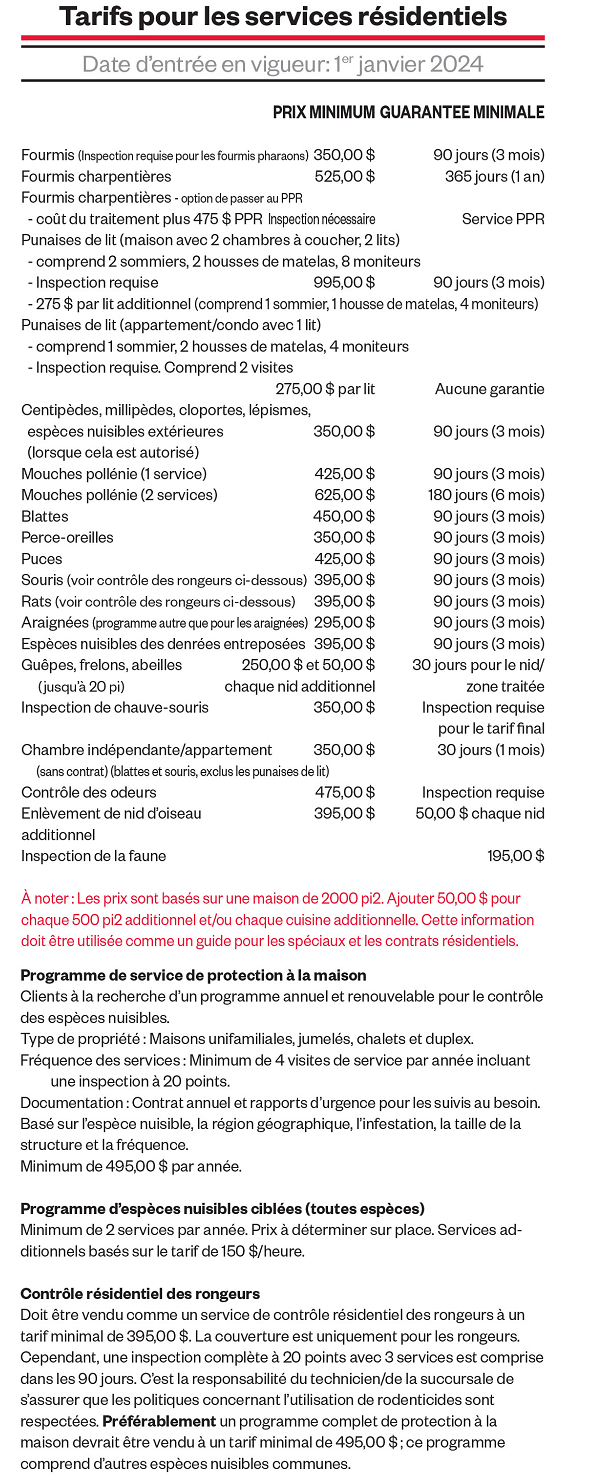 Tarifs pour les services résidentiels
Date d'entrée en vigueur: 1er janvier 2024
PRIX MINIMUM GUARANTEE MINIMALE
Fourmis (Inspection requise pour les fourmis pharaons) 350,00 $ 90 jours (3 mois)
Fourmis charpentières 525,00 $ 365 jours (1 an)
Fourmis charpentières - option de passer au PPR
- coût du traitement plus 475 $ PPR Inspection nécessaire Service PPR
Punaises de lit (maison avec 2 chambres à coucher, 2 lits)
- comprend 2 sommiers, 2 housses de matelas, 8 moniteurs
- Inspection requise 995,00 $ 90 jours (3 mois)
- 275 $ par lit additionnel (comprend 1 sommier, 1 housse de matelas, 4 moniteurs)
Punaises de lit (appartement/condo avec 1 lit)
- comprend 1 sommier, 2 housses de matelas, 4 moniteurs
- Inspection requise. Comprend 2 visites
275,00 $ par lit Aucune garantie
Centipèdes, millipèdes, cloportes, lépismes,
espèces nuisibles extérieures 350,00 $ 90 jours (3 mois)
(lorsque cela est autorisé)
Mouches pollénie (1 service) 425,00 $ 90 jours (3 mois)
Mouches pollénie (2 services) 625,00 $ 180 jours (6 mois)
Blattes 450,00 $ 90 jours (3 mois)
Perce-oreilles 350,00 $ 90 jours (3 mois)
Puces 425,00 $ 90 jours (3 mois)
Souris (voir contrôle des rongeurs ci-dessous) 395,00 $ 90 jours (3 mois)
Rats (voir contrôle des rongeurs ci-dessous) 395,00 $ 90 jours (3 mois)
Araignées (programme autre que pour les araignées) 295,00 $ 90 jours (3 mois)
Espèces nuisibles des denrées entreposées 395,00 $ 90 jours (3 mois)
Guêpes, frelons, abeilles 250,00 $ et 50,00 $ 30 jours pour le nid/
(jusqu'à 20 pi) chaque nid additionnel zone traitée
Inspection de chauve-souris 350,00 $ Inspection requise
pour le tarif final
Chambre indépendante/appartement 350,00 $ 30 jours (1 mois)
(sans contrat) (blattes et souris, exclus les punaises de lit)
Contrôle des odeurs 475,00 $ Inspection requise
Enlèvement de nid d'oiseau 395,00 $ 50,00 $ chaque nid
additionnel
Inspection de la faune 195,00 $
À noter : Les prix sont basés sur une maison de 2000 pi2. Ajouter 50,00 $ pour
chaque 500 pi2 additionnel et/ou chaque cuisine additionnelle. Cette information
doit être utilisée comme un guide pour les spéciaux et les contrats résidentiels.
Programme de service de protection à la maison
Clients à la recherche d'un programme annuel et renouvelable pour le contrôle
des espèces nuisibles.
Type de propriété : Maisons unifamiliales, jumelés, chalets et duplex.
Fréquence des services : Minimum de 4 visites de service par année incluant
une inspection à 20 points.
Documentation : Contrat annuel et rapports d'urgence pour les suivis au besoin.
Basé sur l'espèce nuisible, la région géographique, l'infestation, la taille de la
structure et la fréquence.
Minimum de 495,00 $ par année.
Programme d'espèces nuisibles ciblées (toutes espèces)
Minimum de 2 services par année. Prix à déterminer sur place. Services ad-
ditionnels basés sur le tarif de 150 $/heure.
Contrôle résidentiel des rongeurs
Doit être vendu comme un service de contrôle résidentiel des rongeurs à un
tarif minimal de 395,00 $. La couverture est uniquement pour les rongeurs.
Cependant, une inspection complète à 20 points avec 3 services est comprise
dans les 90 jours. C'est la responsabilité du technicien/de la succursale de
s'assurer que les politiques concernant l'utilisation de rodenticides sont
respectées. Préférablement un programme complet de protection à la
maison devrait être vendu à un tarif minimal de 495,00 $ ; ce programme
comprend d'autres espèces nuisibles communes.